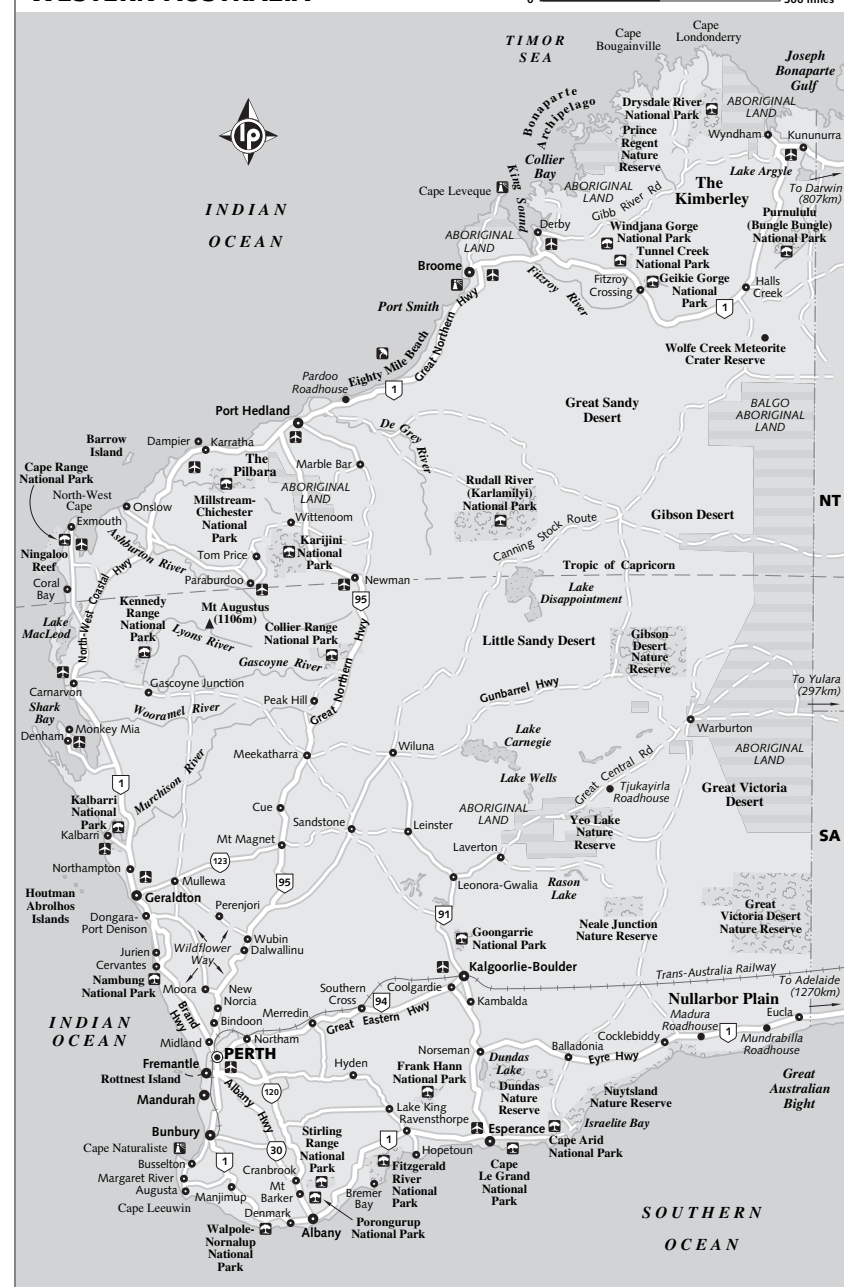 TIMOR
SEA
Cape
Bougainville
Cape
Londonderry
Joseph
Bonaparte
Gulf
Bonaparte
Archipelago
Drysdale River
National Park
ABORIGINAL
LAND
Prince
Regent
Nature
Reserve
Wyndham
Kununurra
lp
Collier
Bay
King Sound
Lake Argyle
To Darwin
(807km)
Cape Leveque
ABORIGINAL
LAND
The
Kimberley
Gibb River Rd
INDIAN
OCEAN
Derby
Windjana Gorge
National Park
Purnululu
(Bungle Bungle)
National Park
ABORIGINAL
LAND
Tunnel Creek
National Park
Broome
Fitzroy River
Fitzroy
Crossing
Geikie Gorge
National
Park
Halls
Creek
Port Smith
1
Great Northern Hwy
Wolfe Creek Meteorite
Crater Reserve
Eighty Mile Beach
Pardoo
Roadhouse
1
Great Sandy
Desert
BALGO
ABORIGINAL
LAND
Port Hedland
De Grey River
Barrow
Island
Dampier
Karratha
The
Pilbara
Marble Bar
Cape Range
National Park
North-West
Cape
Exmouth
Onslow
Millstream-
Chichester
National
Park
ABORIGINAL
LAND
Wittenoom
Rudall River
(Karlamilyi)
National Park
Gibson Desert
NT
Canning Stock Route
Ningaloo
Reef
Ashburton River
Tom Price
Karijini
National
Park
Tropic of Capricorn
Coral
Bay
Paraburdoo
Newman
Lake
Disappointment
North-West Coastal Hwy
Kennedy
Range
National
Park
Mt Augustus
(1106m)
95
Lake
MacLeod
Lyons River
Collier Range
National Park
Little Sandy Desert
Gibson
Desert
Nature
Reserve
Gascoyne River
Great Northern Hwy
Carnarvon
Gascoyne Junction
Peak Hill
Gunbarrel Hwy
To Yulara
(297km)
Shark
Bay
Wooramel River
Monkey Mia
Denham
Warburton
Meekatharra
Wiluna
Lake
Carnegie
ABORIGINAL
LAND
Murchison River
1
Lake Wells
Great Central Rd
Tjukayirla
Roadhouse
Great Victoria
Desert
Kalbarri
National
Park
Kalbarri
Cue
Sandstone
Leinster
ABORIGINAL
LAND
Yeo Lake
Nature
Reserve
SA
Mt Magnet
Laverton
Northampton
123
Mullewa
95
Leonora-Gwalia
Rason
Lake
Houtman
Abrolhos
Islands
Geraldton
Perenjori
91
Great
Victoria Desert
Nature Reserve
Dongara-
Port Denison
Neale Junction
Nature Reserve
Wildflower
Way
Wubin
Dalwallinu
Goongarrie
National Park
Jurien
Cervantes
Kalgoorlie-Boulder
Trans-Australia Railway
Nambung
National Park
Moora
New
Norcia
Southern
Cross
Coolgardie
To Adelaide
(1270km)
94
Kambalda
Nullarbor Plain
Brand Hwy
Bindoon
Merredin
Great Eastern Hwy
Madura
Roadhouse
Eucla
INDIAN
OCEAN
Midland
Northam
Cocklebiddy
1
Mundrabilla
Roadhouse
PERTH
Norseman
Balladonia
Eyre Hwy
Fremantle
Rottnest Island
Hyden
Frank Hann
National Park
Dundas
Lake
Great
Australian
Bight
Mandurah
Albany Hwy
120
Dundas
Nature
Reserve
Nuytsland
Nature Reserve
Lake King
Ravensthorpe
Bunbury
Stirling
Range
National
Park
1
Esperance
Israelite Bay
Cape Naturaliste
30
Cape Arid
National Park
Busselton
1
Cranbrook
Hopetoun
Margaret River
Mt
Barker
Fitzgerald
River
National
Park
Cape
Le Grand
National
Park
Augusta
Manjimup
Bremer
Bay
Cape Leeuwin
Denmark
Porongurup
National Park
SOUTHERN
OCEAN
Walpole-
Nornalup
National
Park
Albany